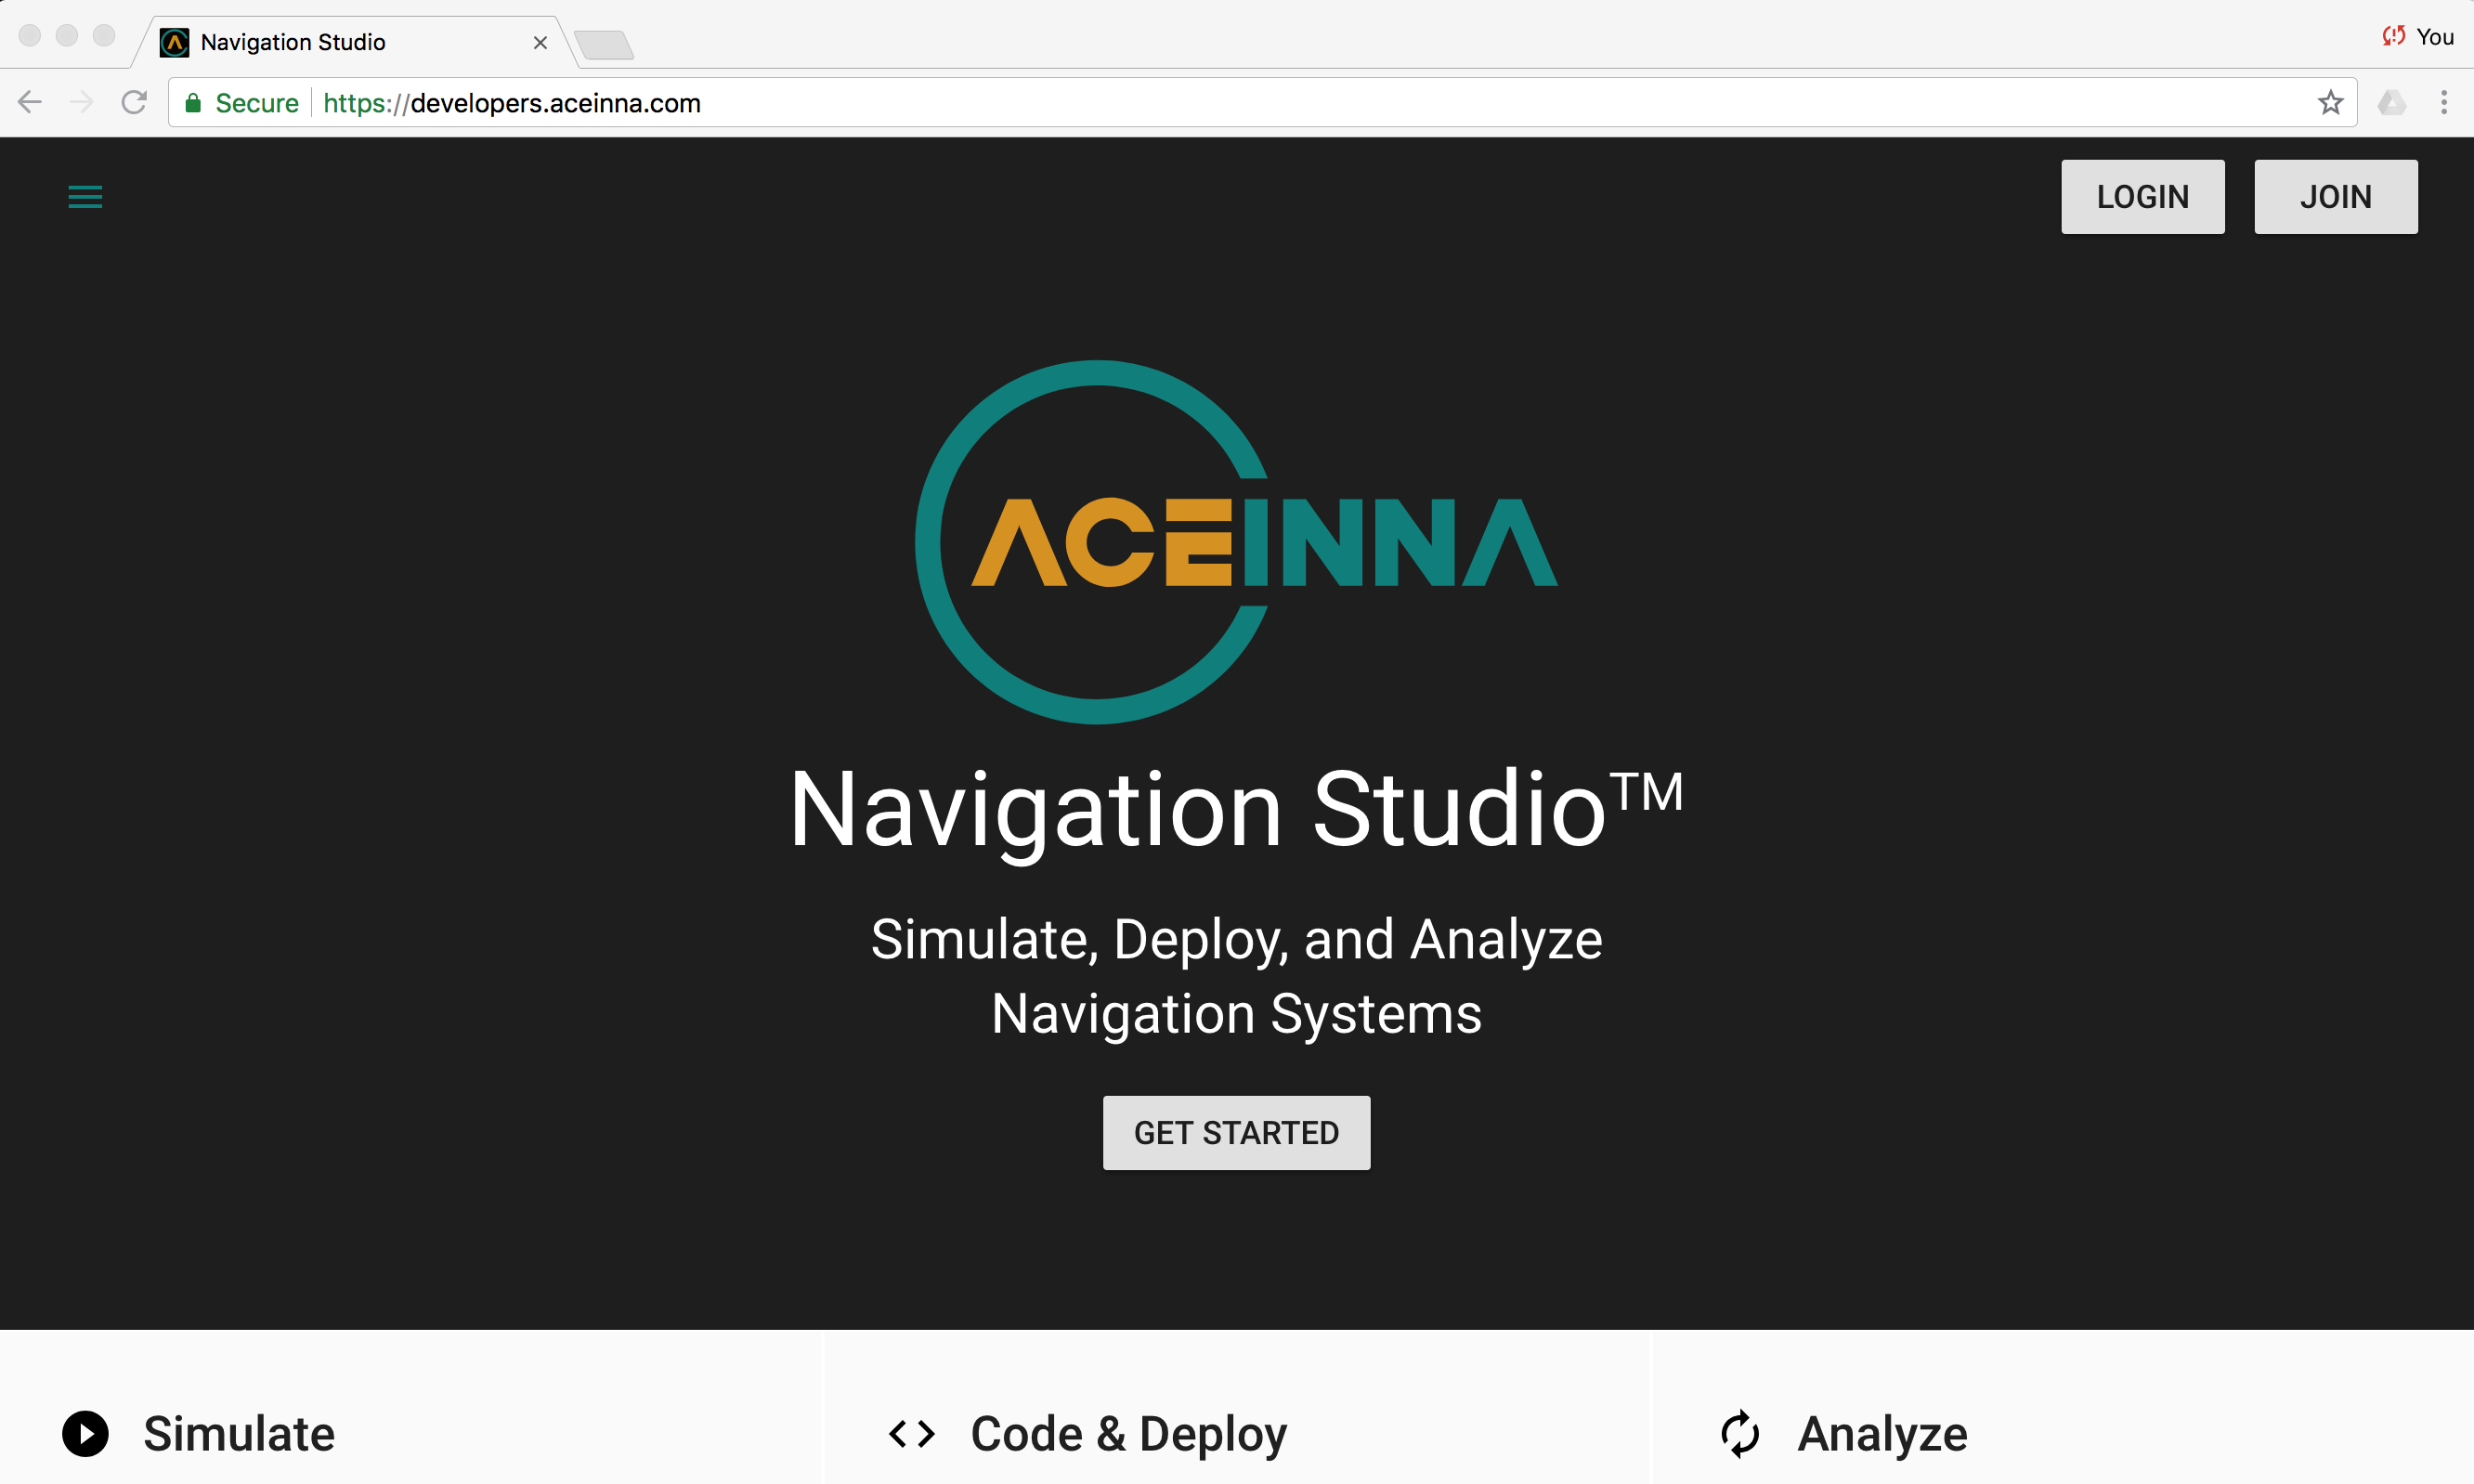 Navigation Studio
You
Secure
https://developers.aceinna.com
LOGIN
JOIN
ACEINNA
Navigation Studio™
Simulate, Deploy, and Analyze
Navigation Systems
GET STARTED
Simulate
Code & Deploy
Analyze